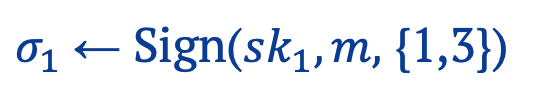 σ₁ ← Sign(sk₁, m, {1,3})